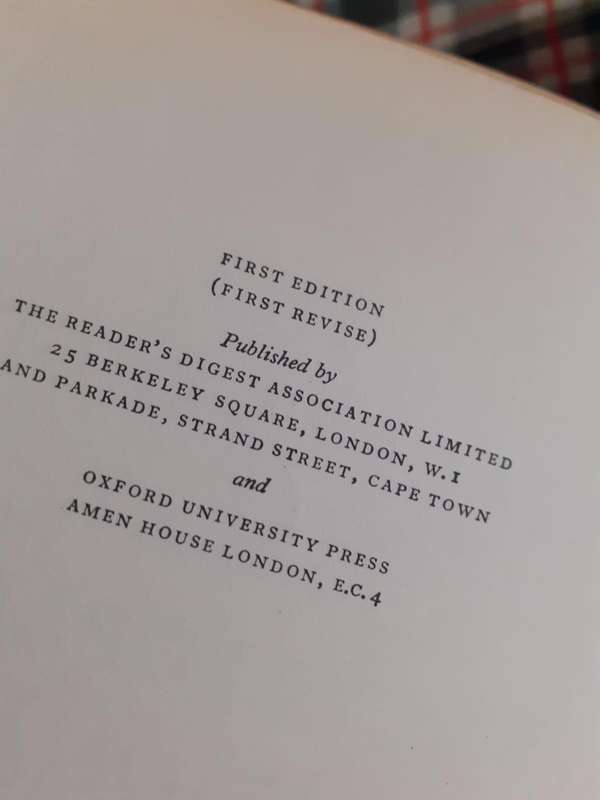 FIRST EDITION
(FIRST REVISE)
Published by
THE READER'S DIGEST ASSOCIATION LIMITED
25 BERKELEY SQUARE, LONDON, W.1
AND PARKADE, STRAND STREET, CAPE TOWN
and
OXFORD UNIVERSITY PRESS
AMEN HOUSE LONDON, E.C.4